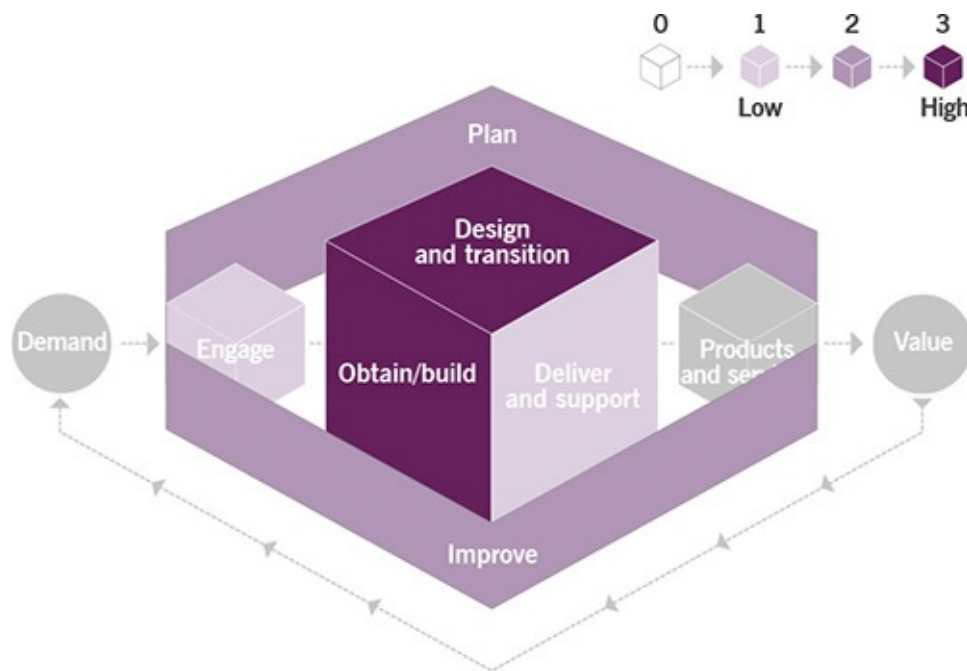 0 1 2 3
Low High
Plan
Design
and transition
Demand
Engage
Obtain/build
Deliver
and support
Products
and
Value
Improve